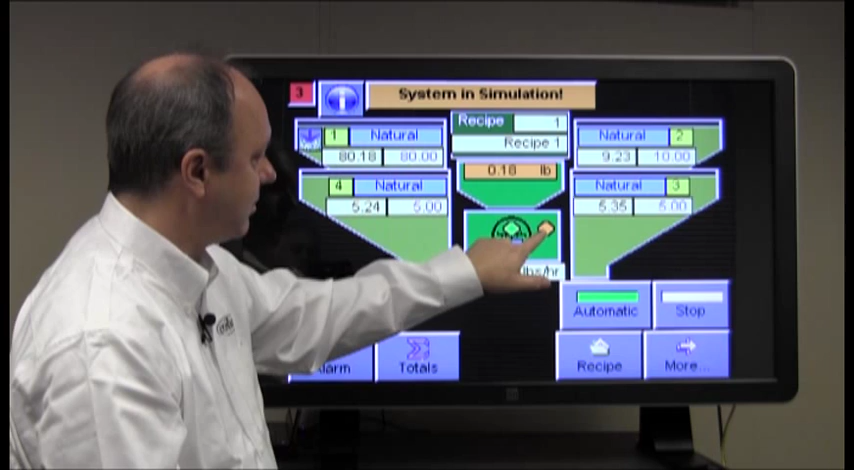 3 System in Simulation!
Recipe 1
Recipe 1
1 Natural
80.18 80.00
Natural 2
9.23 10.00
0.18 lb
4 Natural
5.24 5.00
Natural 3
5.35 5.00
lbs/hr
Automatic Stop
Totals Recipe More...